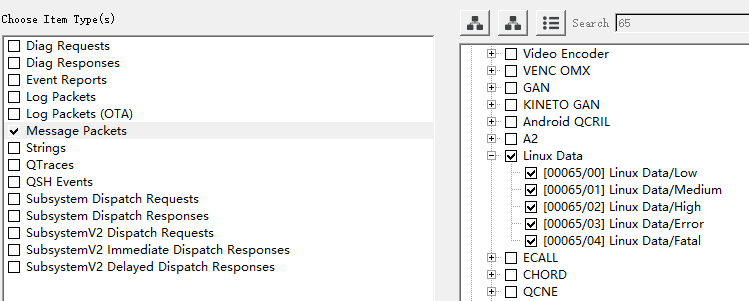 Choose Item Type(s)
Diag Requests
Diag Responses
Event Reports
Log Packets
Log Packets (OTA)
Message Packets
Strings
QTraces
QSH Events
Subsystem Dispatch Requests
Subsystem Dispatch Responses
SubsystemV2 Dispatch Requests
SubsystemV2 Immediate Dispatch Responses
SubsystemV2 Delayed Dispatch Responses
Search 65
Video Encoder
VENC OMX
GAN
KINETO GAN
Android QCRIL
A2
Linux Data
[00065/00] Linux Data/Low
[00065/01] Linux Data/Medium
[00065/02] Linux Data/High
[00065/03] Linux Data/Error
[00065/04] Linux Data/Fatal
ECALL
CHORD
QCNE